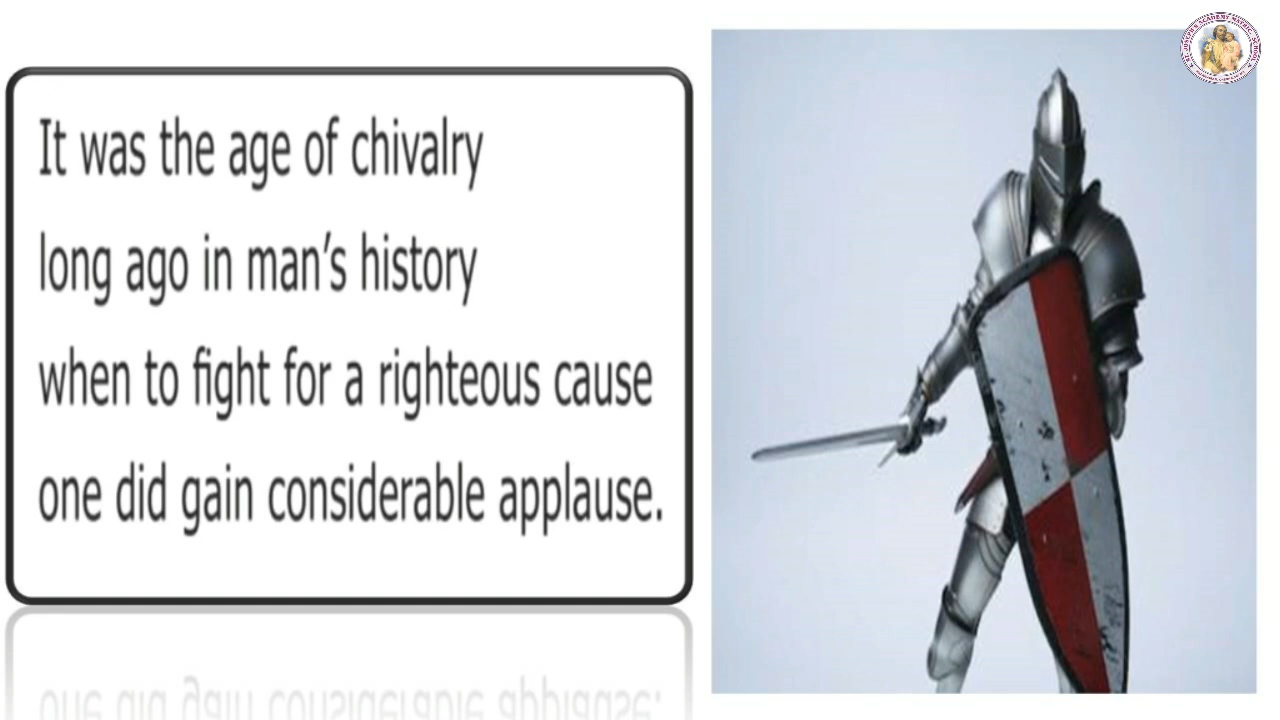 It was the age of chivalry
long ago in man's history
when to fight for a righteous cause
one did gain considerable applause.